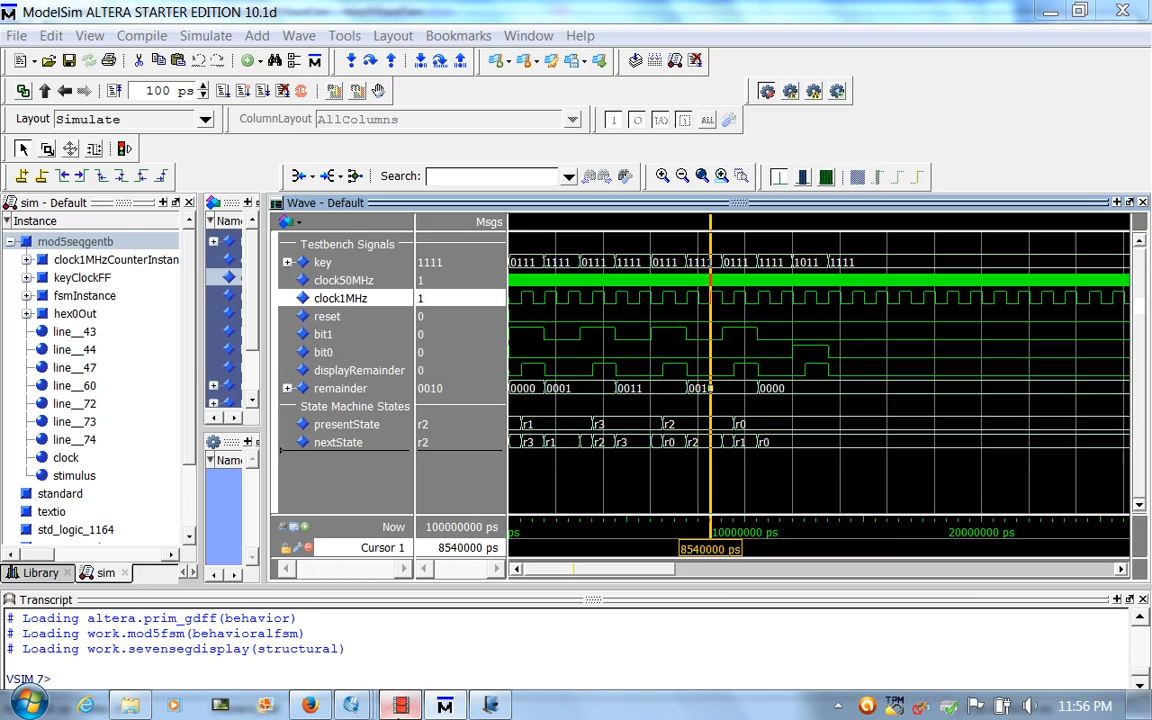 ModelSim ALTERA STARTER EDITION 10.1d
File Edit View Compile Simulate Add Wave Tools Layout Bookmarks Window Help
100 ps
Layout Simulate ColumnLayout AllColumns
Search:
sim - Default
Wave - Default
Instance
Name
Msgs
mod5seqgentb
clock1MHzCounterInstan
keyClockFF
fsmInstance
hex0Out
line__43
line__44
line__47
line__60
line__72
line__73
line__74
clock
stimulus
standard
textio
std_logic_1164
Name
Testbench Signals
key 1111 0111 1111 0111 1111 0111 1111 0111 1111 1011 1111
clock50MHz 1
clock1MHz 1
reset 0
bit1 0
bit0 0
displayRemainder 0
remainder 0010 0000 0001 0011 0010 0000
State Machine States
presentState r2 r1 r3 r2 r0
nextState r2 r3 r1 r2 r3 r0 r2 r1 r0
Now 100000000 ps ps 10000000 ps 20000000 ps
Cursor 1 8540000 ps 8540000 ps
Library sim
Transcript
# Loading altera.prim_gdff(behavior)
# Loading work.mod5fsm(behavioralfsm)
# Loading work.sevensegdisplay(structural)
VSIM 7>
11:56 PM